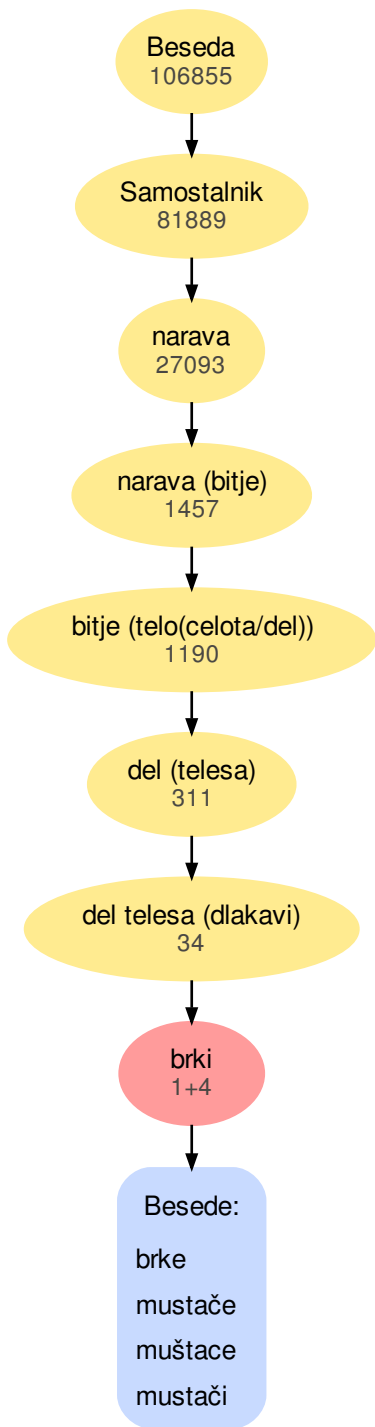 Beseda
106855
Samostalnik
81889
narava
27093
narava (bitje)
1457
bitje (telo(celota/del))
1190
del (telesa)
311
del telesa (dlakavi)
34
brki
1+4
Besede:
brke
mustače
muštace
mustači